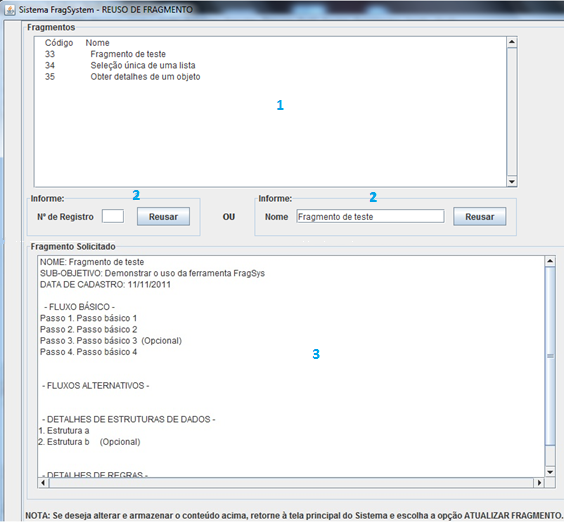 Sistema FragSystem - REUSO DE FRAGMENTO
Fragmentos
Código Nome
33 Fragmento de teste
34 Seleção única de uma lista
35 Obter detalhes de um objeto
1
Informe: 2
Nº de Registro Reusar
OU
Informe: 2
Nome Fragmento de teste Reusar
Fragmento Solicitado
NOME: Fragmento de teste
SUB-OBJETIVO: Demonstrar o uso da ferramenta FragSys
DATA DE CADASTRO: 11/11/2011
- FLUXO BÁSICO -
Passo 1. Passo básico 1
Passo 2. Passo básico 2
Passo 3. Passo básico 3 (Opcional)
Passo 4. Passo básico 4
3
- FLUXOS ALTERNATIVOS -
- DETALHES DE ESTRUTURAS DE DADOS -
1. Estrutura a
2. Estrutura b (Opcional)
- DETALHES DE REGRAS -
NOTA: Se deseja alterar e armazenar o conteúdo acima, retorne à tela principal do Sistema e escolha a opção ATUALIZAR FRAGMENTO.